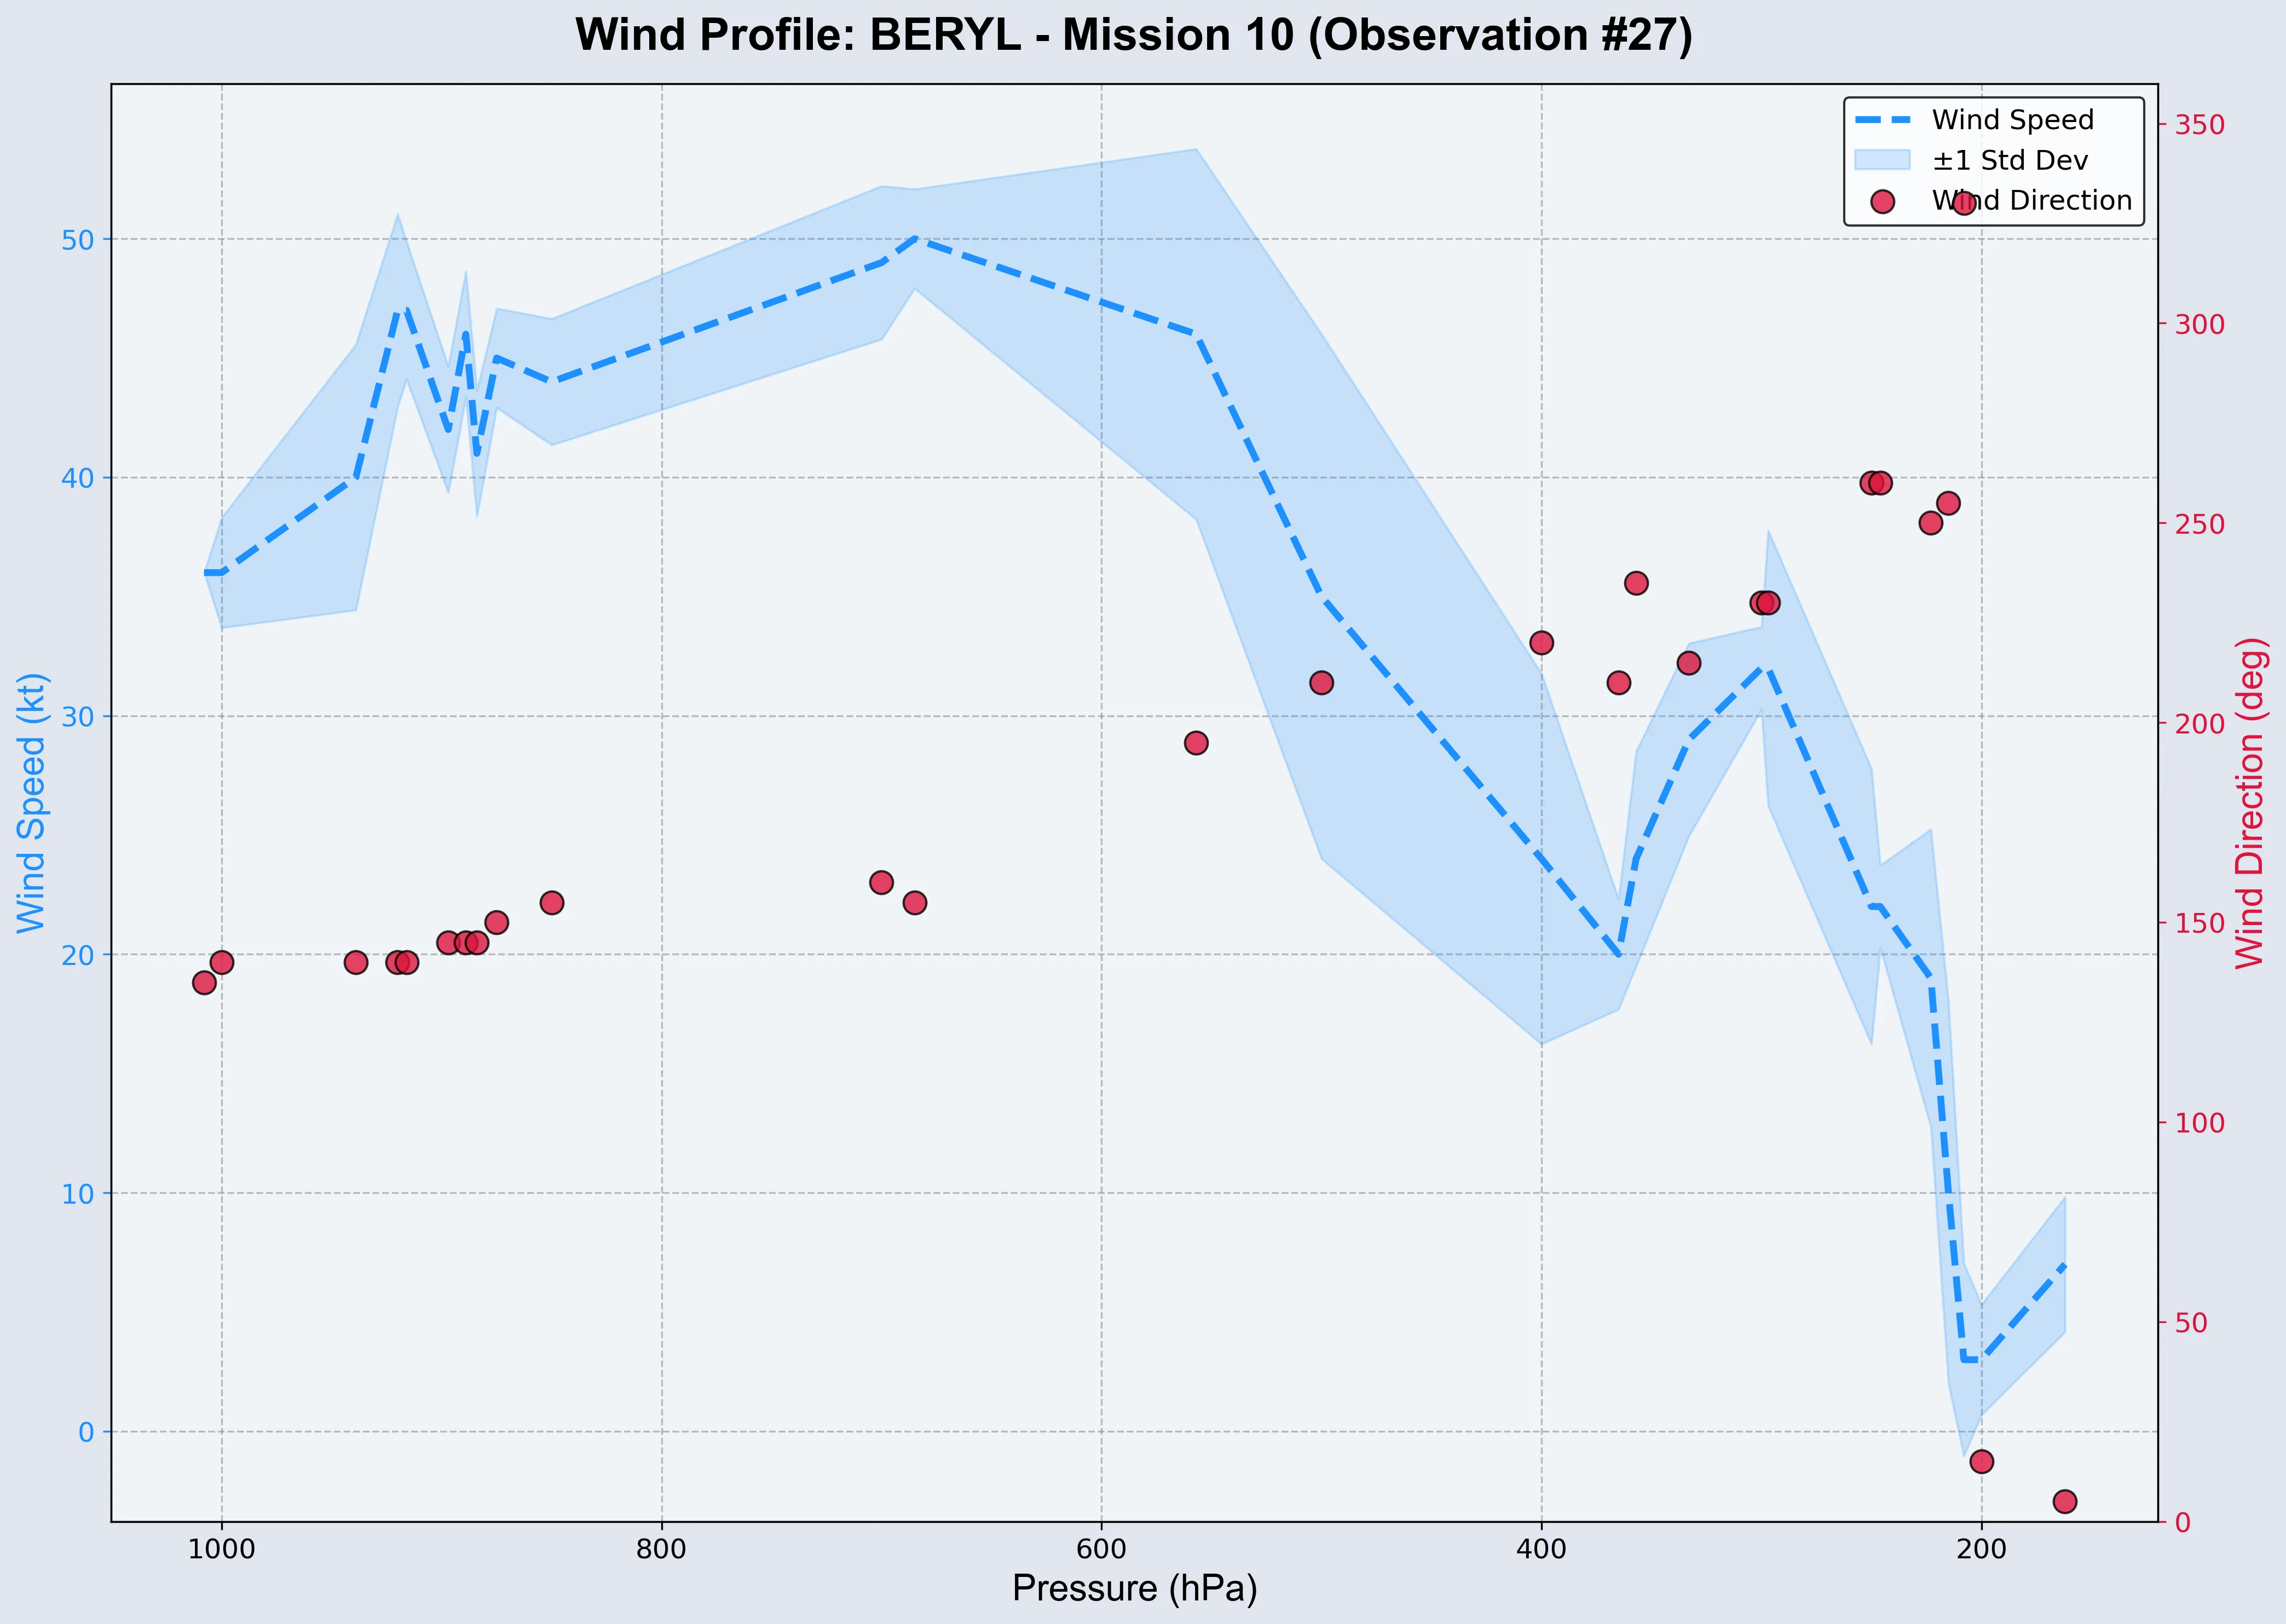 Wind Profile: BERYL - Mission 10 (Observation #27)
Wind Speed
±1 Std Dev
Wind Direction
Wind Speed (kt)
50
40
30
20
10
0
350
300
250
200
150
100
50
0
Wind Direction (deg)
1000
800
600
400
200
Pressure (hPa)